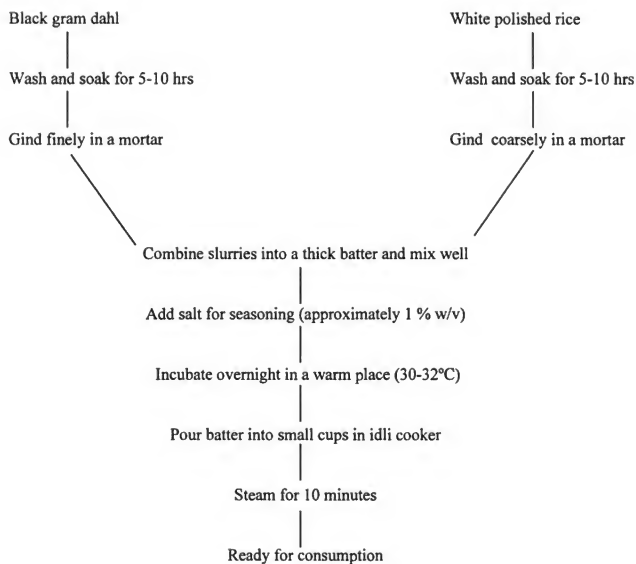 Black gram dahl
White polished rice
Wash and soak for 5-10 hrs
Wash and soak for 5-10 hrs
Gind finely in a mortar
Gind coarsely in a mortar
Combine slurries into a thick batter and mix well
Add salt for seasoning (approximately 1 % w/v)
Incubate overnight in a warm place (30-32ºC)
Pour batter into small cups in idli cooker
Steam for 10 minutes
Ready for consumption